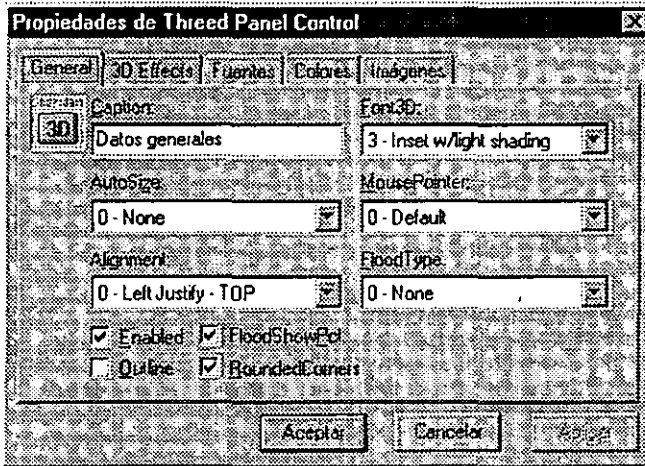 Propiedades de Threed Panel Control
General 3D Effects Fuentes Colores Imágenes
3D
Caption: Font3D:
Datos generales 3 - Inset w/light shading
AutoSize: MousePointer:
0 - None 0 - Default
Alignment: FloodType:
0 - Left Justify - TOP 0 - None
Enabled FloodShowPct
Outline RoundedCorners
Aceptar Cancelar Aplicar